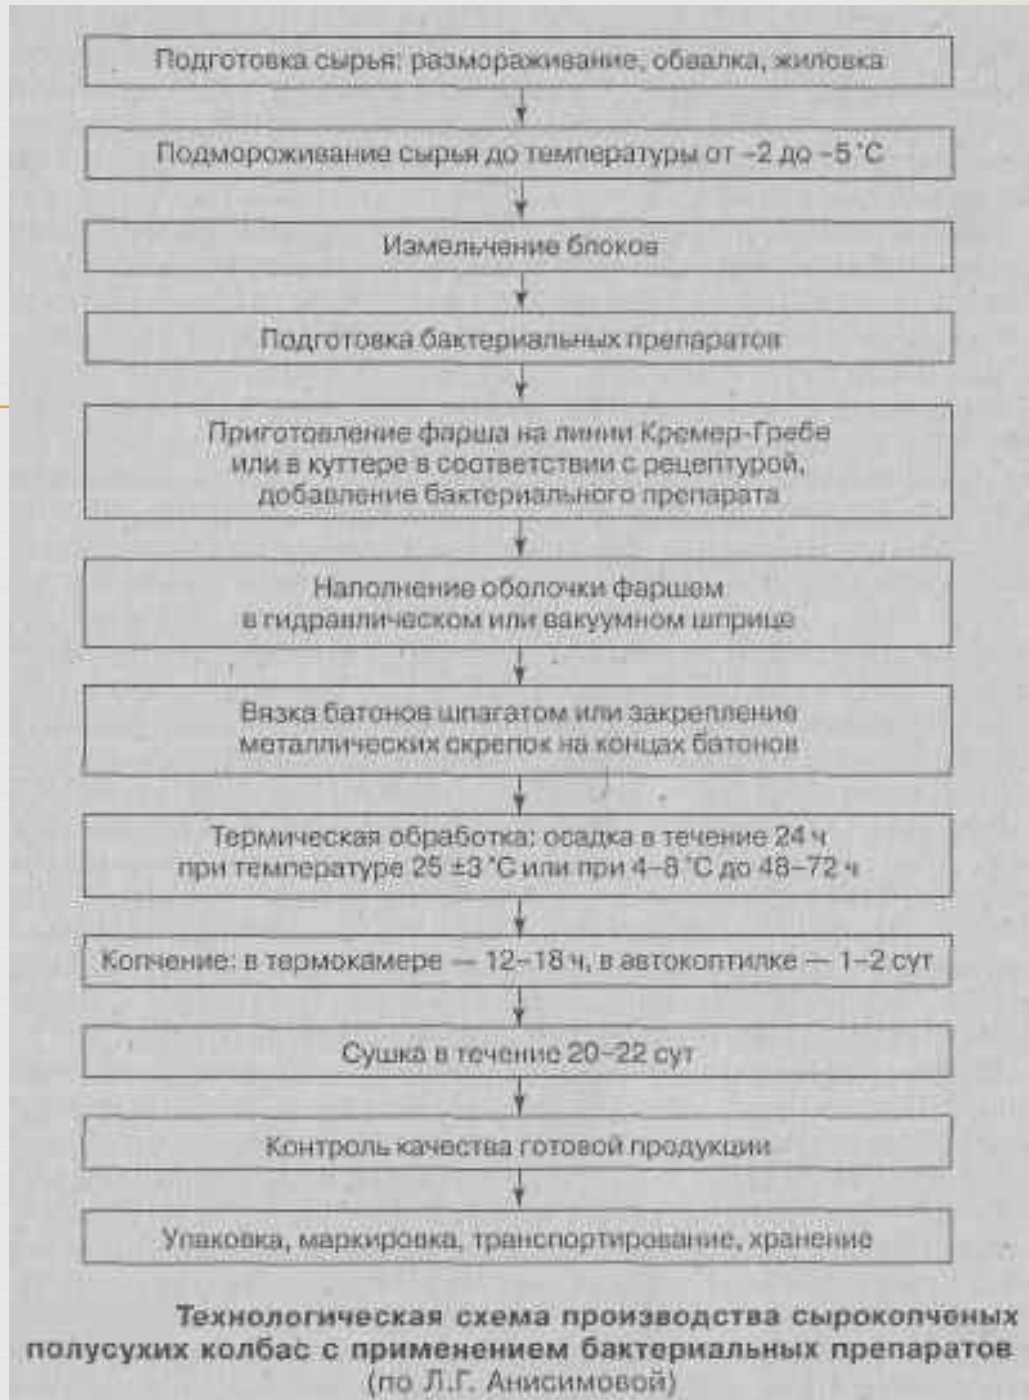 Подготовка сырья: размораживание, обвалка, жиловка
Подмороживание сырья до температуры от –2 до –5 °С
Измельчение блоков
Подготовка бактериальных препаратов
Приготовление фарша на линии Кремер-Гребе
или в куттере в соответствии с рецептурой,
добавление бактериального препарата
Наполнение оболочки фаршем
в гидравлическом или вакуумном шприце
Вязка батонов шпагатом или закрепление
металлических скрепок на концах батонов
Термическая обработка: осадка в течение 24 ч
при температуре 25 ±3 °С или при 4–8 °С до 48–72 ч
Копчение: в термокамере — 12–18 ч, в автокоптилке — 1–2 сут
Сушка в течение 20–22 сут
Контроль качества готовой продукции
Упаковка, маркировка, транспортирование, хранение
Технологическая схема производства сырокопченых
полусухих колбас с применением бактериальных препаратов
(по Л.Г. Анисимовой)